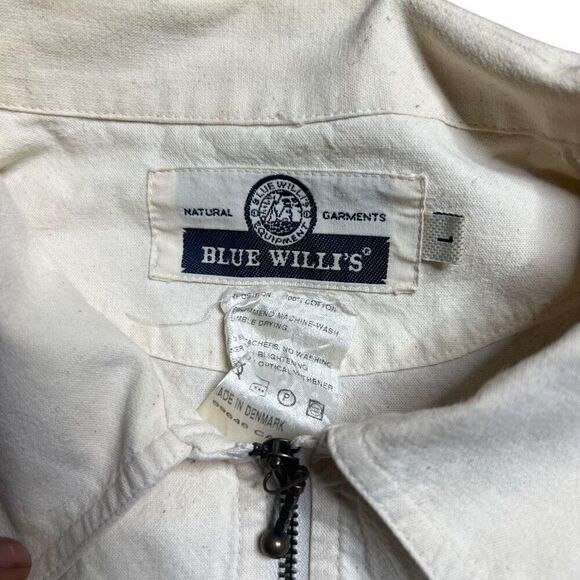 BLUE WILLI'S
EQUIPMENT
NATURAL GARMENTS
BLUE WILLI'S®
L
100% COTTON
MACHINE-WASH
DRYING.
NO WASHING
OPTICAL
P
MADE IN DENMARK